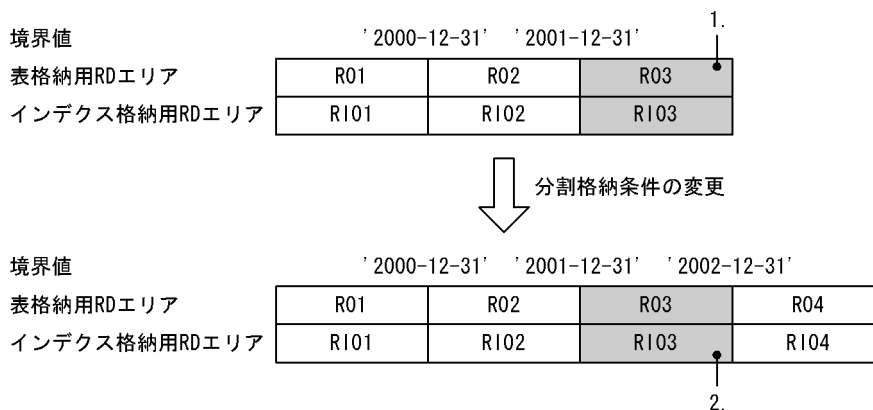 1.
境界値 '2000-12-31' '2001-12-31'
表格納用RDエリア R01 R02 R03
インデクス格納用RDエリア RI01 RI02 RI03
分割格納条件の変更
境界値 '2000-12-31' '2001-12-31' '2002-12-31'
表格納用RDエリア R01 R02 R03 R04
インデクス格納用RDエリア RI01 RI02 RI03 RI04
2.